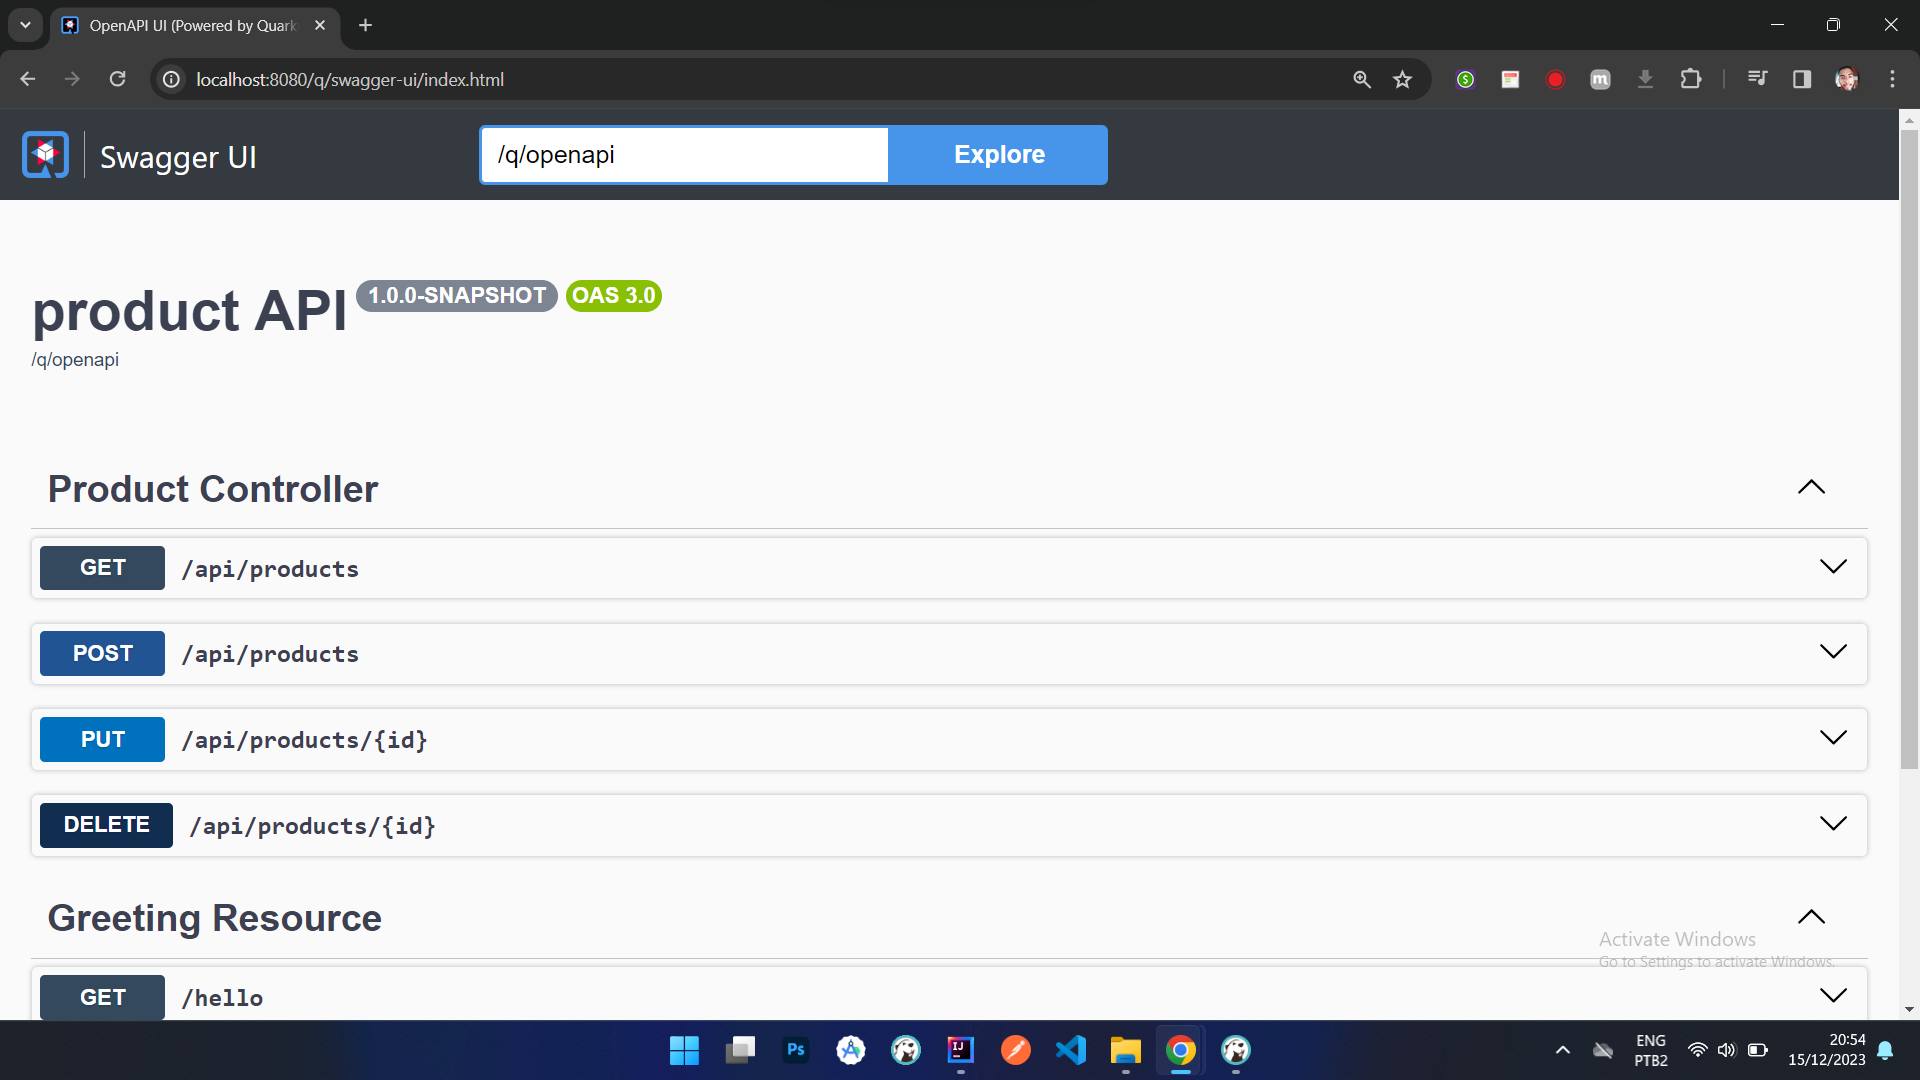 OpenAPI UI (Powered by Quark
localhost:8080/q/swagger-ui/index.html
Swagger UI
/q/openapi
Explore
product API 1.0.0-SNAPSHOT OAS 3.0
/q/openapi
Product Controller
GET /api/products
POST /api/products
PUT /api/products/{id}
DELETE /api/products/{id}
Greeting Resource
Activate Windows
Go to Settings to activate Windows.
GET /hello
Ps
IJ
m
ENG
PTB2
20:54
15/12/2023